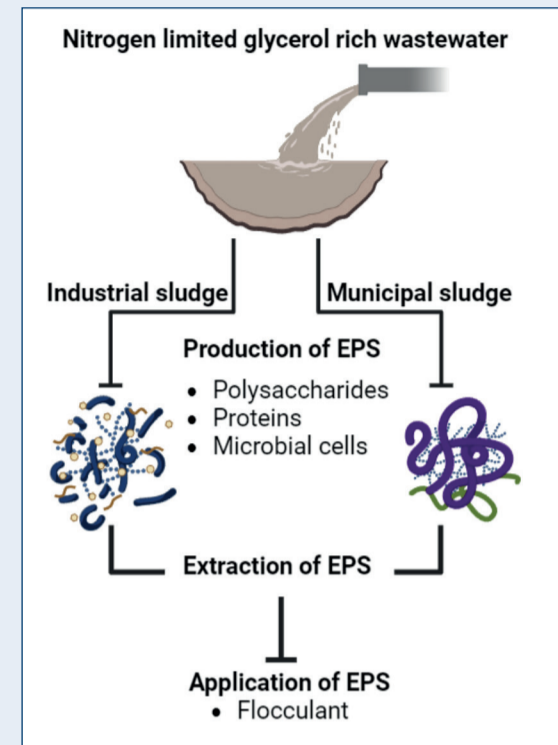 Nitrogen limited glycerol rich wastewater
Industrial sludge
Municipal sludge
Production of EPS
• Polysaccharides
• Proteins
• Microbial cells
Extraction of EPS
Application of EPS
• Flocculant